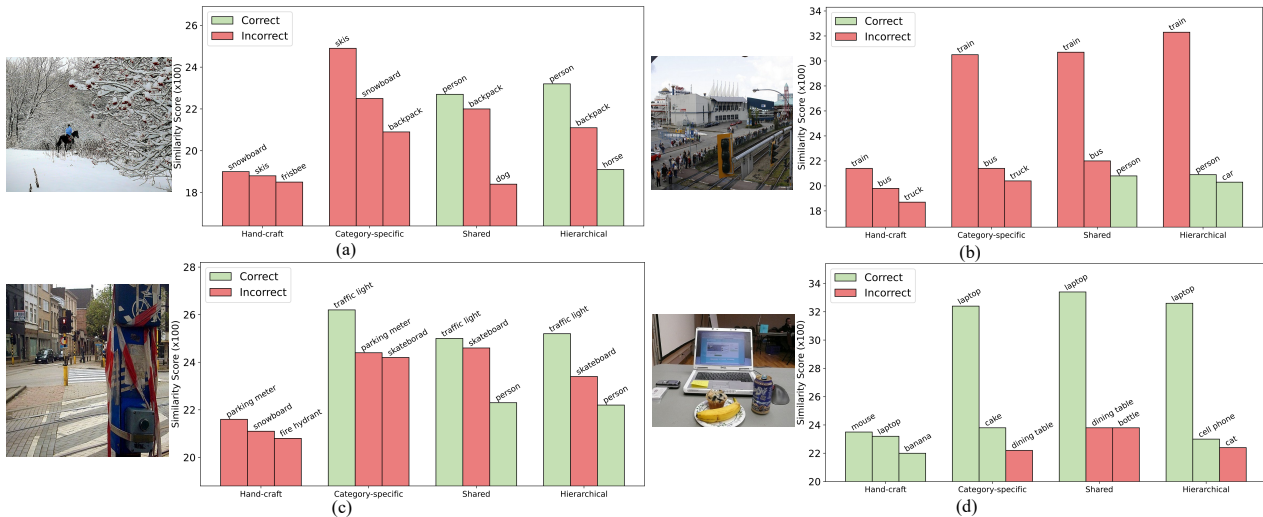 26
24
22
20
18
Similarity Score (x100)
Correct
Incorrect
snowboard
skis
frisbee
skis
snowboard
backpack
person
backpack
dog
person
backpack
horse
Hand-craft
Category-specific
Shared
Hierarchical
(a)
34
32
30
28
26
24
22
20
18
Similarity Score (x100)
Correct
Incorrect
train
bus
truck
train
bus
truck
train
bus
person
train
person
car
Hand-craft
Category-specific
Shared
Hierarchical
(b)
28
26
24
22
20
Similarity Score (x100)
Correct
Incorrect
parking meter
snowboard
fire hydrant
traffic light
parking meter
skateborad
traffic light
skateboard
person
traffic light
skateboard
person
Hand-craft
Category-specific
Shared
Hierarchical
(c)
34
32
30
28
26
24
22
20
Similarity Score (x100)
Correct
Incorrect
mouse
laptop
banana
laptop
cake
dining table
laptop
dining table
bottle
laptop
cell phone
cat
Hand-craft
Category-specific
Shared
Hierarchical
(d)